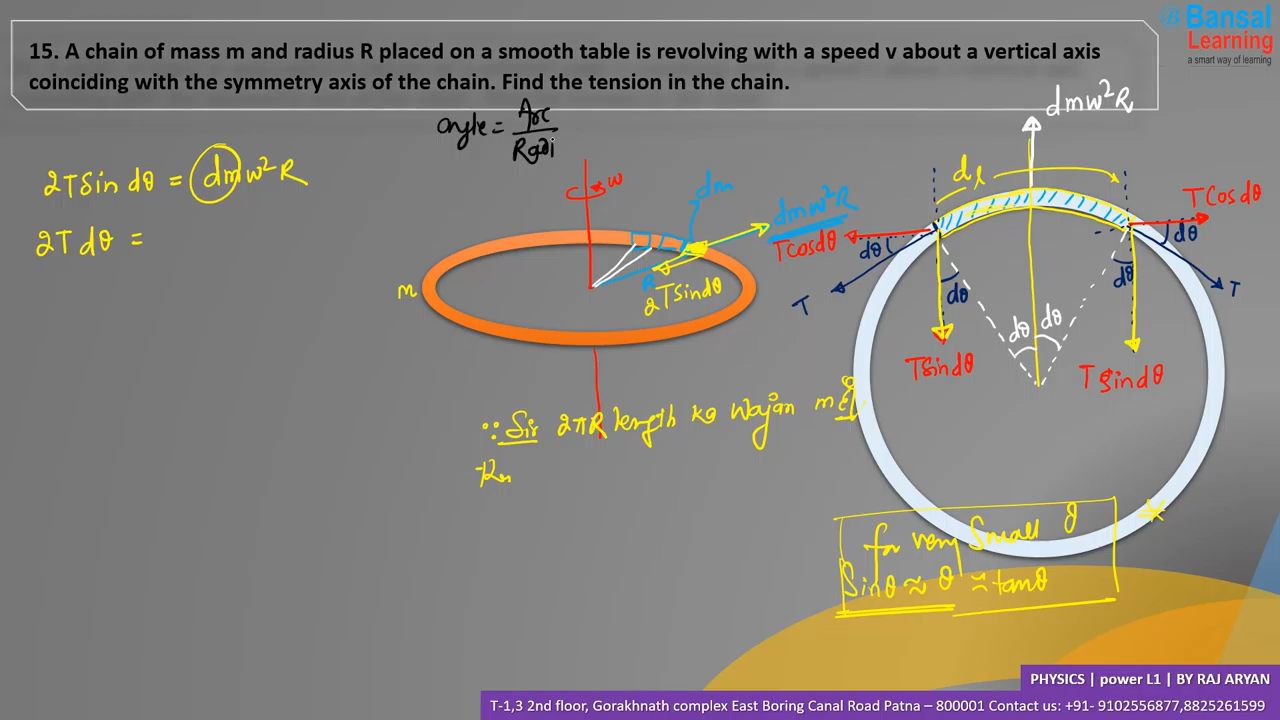 Bansal
Learning
a smart way of learning
15. A chain of mass m and radius R placed on a smooth table is revolving with a speed v about a vertical axis
coinciding with the symmetry axis of the chain. Find the tension in the chain.
angle = Arc
Radi
dmw²R
2TSin dθ = dmw²R
2T dθ =
w
dm
dmw²R
dl
Tcosdθ
TCosdθ
dθ
dθ
T
T
dθ
dθ
m
R
2Tsindθ
dθ
dθ
Tsindθ
Tsindθ
∵ Sir 2πR length ka Wajan m
for very Small θ
Sinθ ≈ θ ≈ tanθ
PHYSICS | power L1 | BY RAJ ARYAN
T-1,3 2nd floor, Gorakhnath complex East Boring Canal Road Patna – 800001 Contact us: +91- 9102556877,8825261599